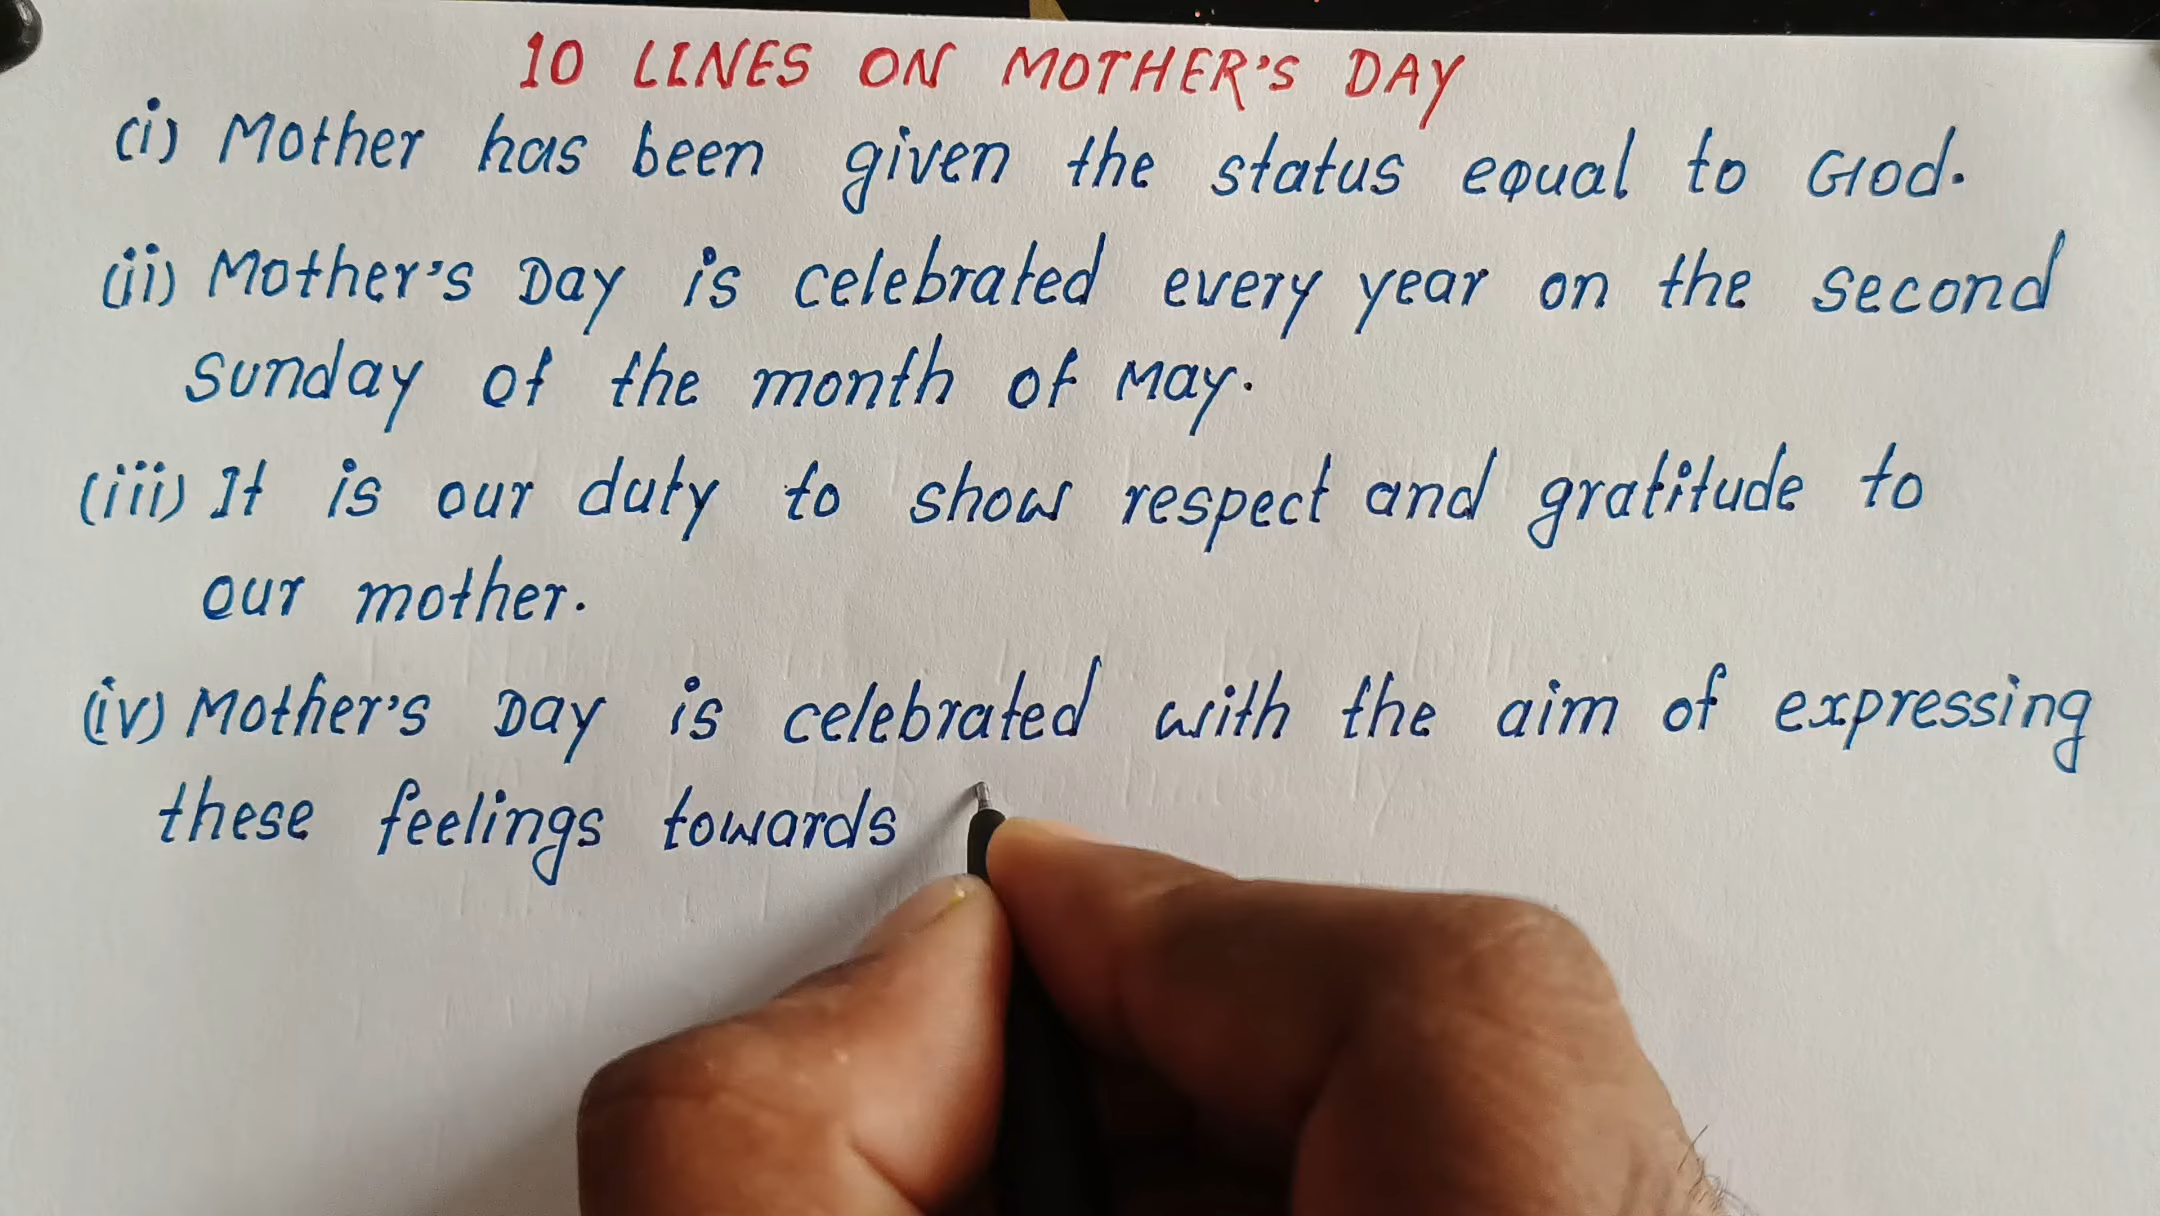 10 LINES ON MOTHER'S DAY
(i) Mother has been given the status equal to God.
(ii) Mother's Day is celebrated every year on the second
Sunday of the month of May.
(iii) It is our duty to show respect and gratitude to
our mother.
(iv) Mother's Day is celebrated with the aim of expressing
these feelings towards